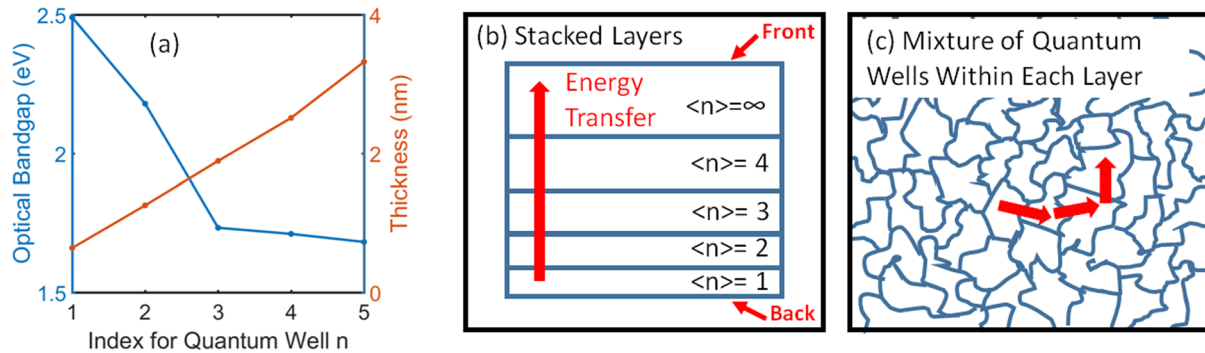 (a)
Optical Bandgap (eV)
2.5
2
1.5
Thickness (nm)
4
2
0
1 2 3 4 5
Index for Quantum Well n
(b) Stacked Layers
Front
Energy
Transfer
<n>=∞
<n>= 4
<n>= 3
<n>= 2
<n>= 1
Back
(c) Mixture of Quantum
Wells Within Each Layer